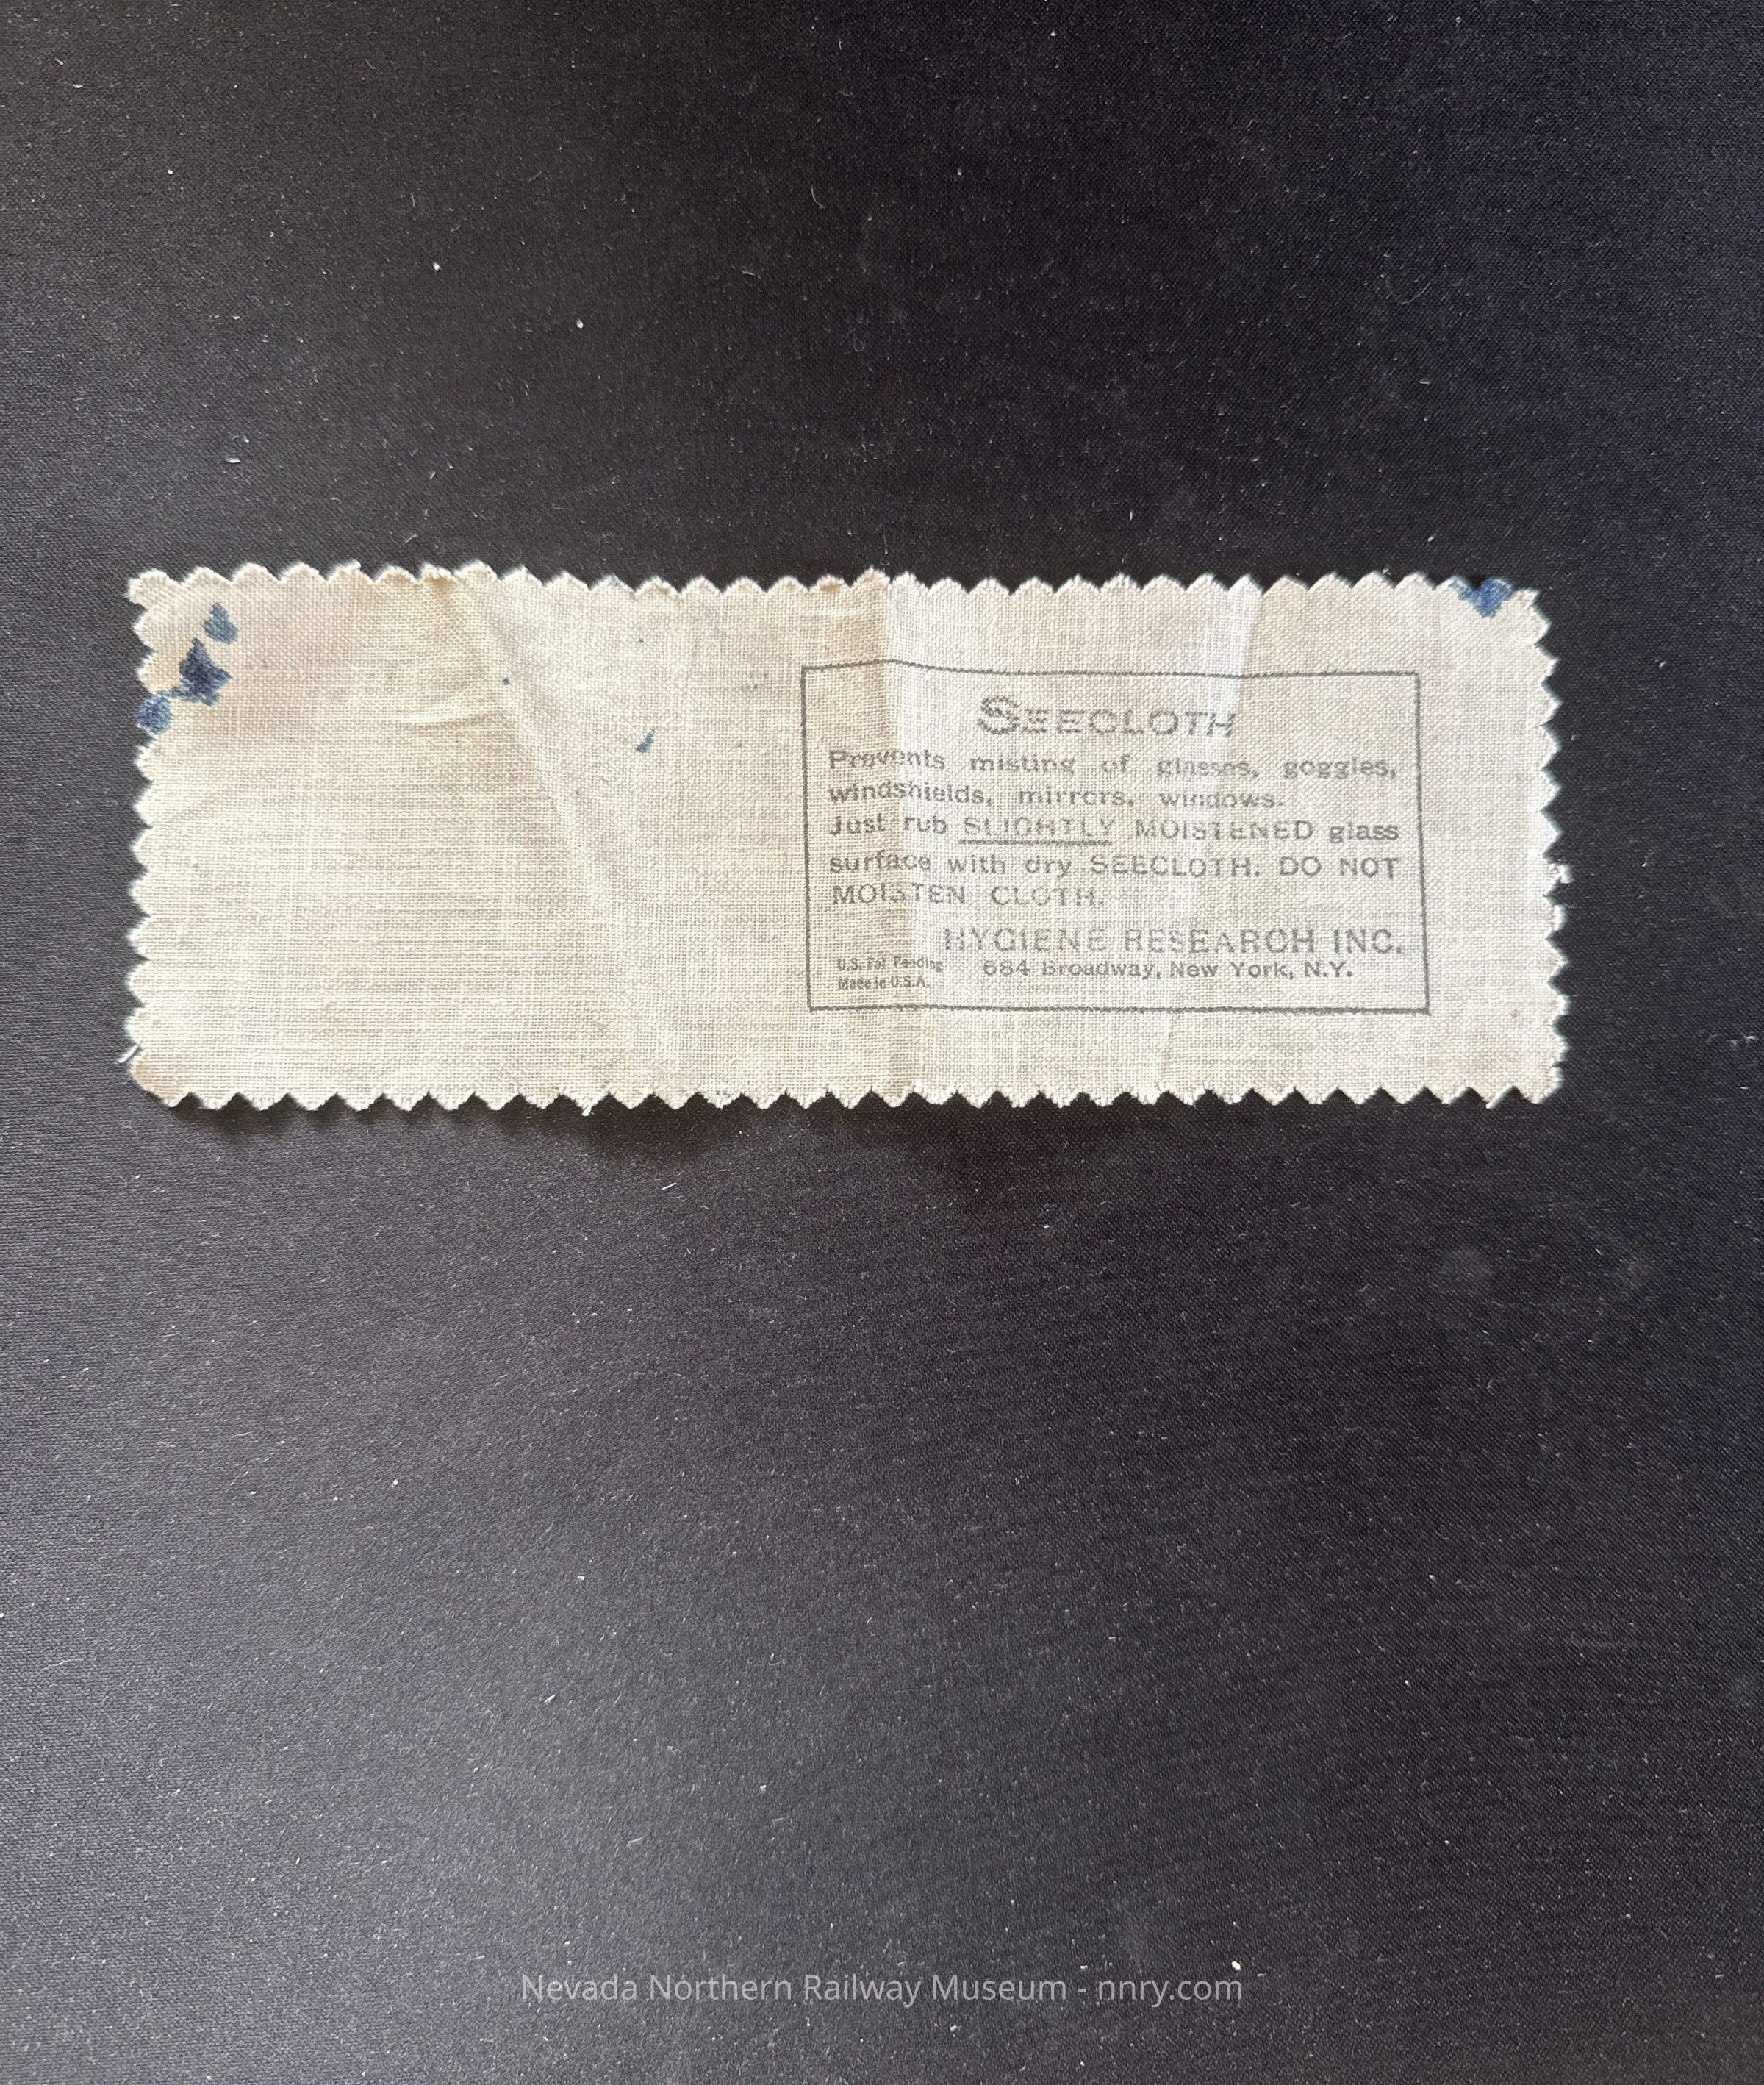 SEECLOTH
Prevents misting of glasses, goggles,
windshields, mirrors, windows.
Just rub SLIGHTLY MOISTENED glass
surface with dry SEECLOTH. DO NOT
MOISTEN CLOTH.
HYGIENE RESEARCH INC.
U.S. Pat. Pending 684 Broadway, New York, N.Y.
Made in U.S.A.
Nevada Northern Railway Museum - nnry.com